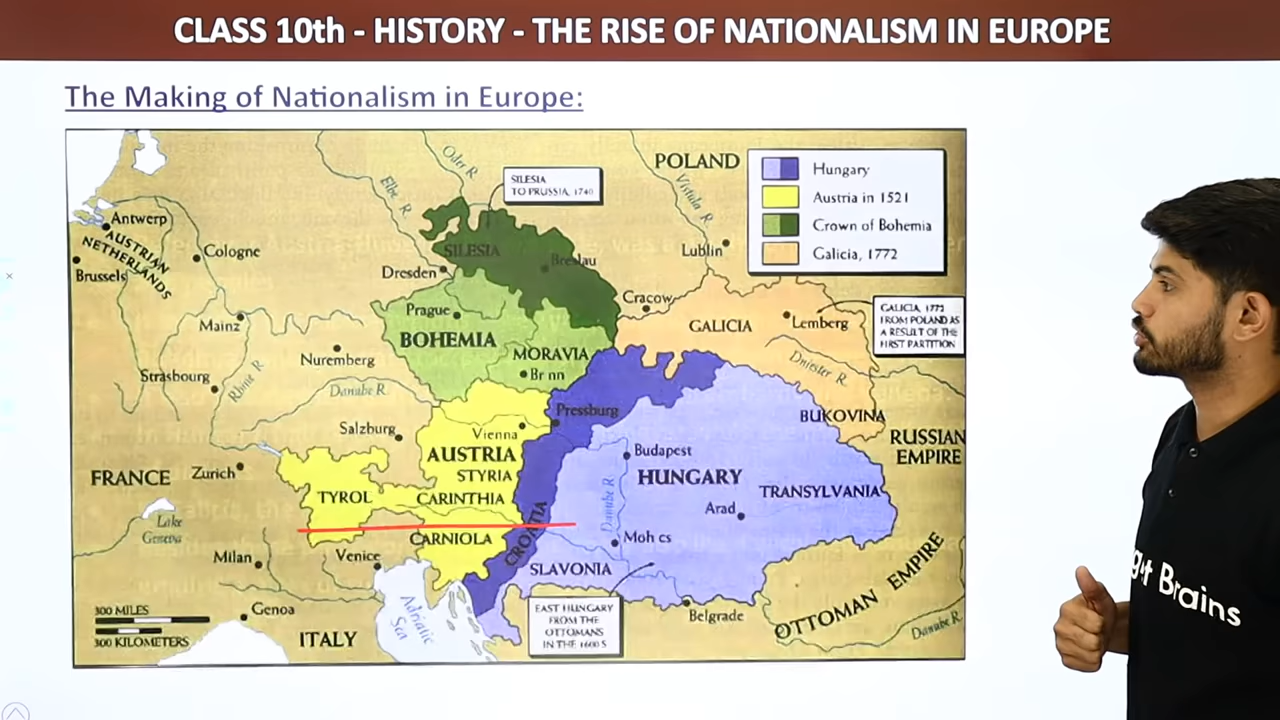 CLASS 10th - HISTORY - THE RISE OF NATIONALISM IN EUROPE
The Making of Nationalism in Europe:
POLAND
Hungary
Austria in 1521
Crown of Bohemia
Galicia, 1772
Oder R.
Elbe R.
Vistula R.
SILESIA
TO PRUSSIA, 1740
Antwerp
AUSTRIAN
NETHERLANDS
Brussels
Cologne
SILESIA
Breslau
Dresden
Lublin
Prague
Cracow
GALICIA
Lemberg
GALICIA, 1772
FROM POLAND AS
A RESULT OF THE
FIRST PARTITION
Mainz
BOHEMIA
MORAVIA
Br nn
Nuremberg
Strasbourg
Rhine R.
Danube R.
Dniester R.
Pressburg
BUKOVINA
Salzburg
Vienna
AUSTRIA
STYRIA
Budapest
HUNGARY
RUSSIAN
EMPIRE
FRANCE
Zurich
TYROL
CARINTHIA
TRANSYLVANIA
Danube R.
Arad
Lake
Geneva
CARNIOLA
CROATIA
Moh cs
Milan
Venice
SLAVONIA
OTTOMAN EMPIRE
Adriatic
Sea
300 MILES
300 KILOMETERS
Genoa
ITALY
EAST HUNGARY
FROM THE
OTTOMANS
IN THE 1600S
Belgrade
Danube R.
Brains